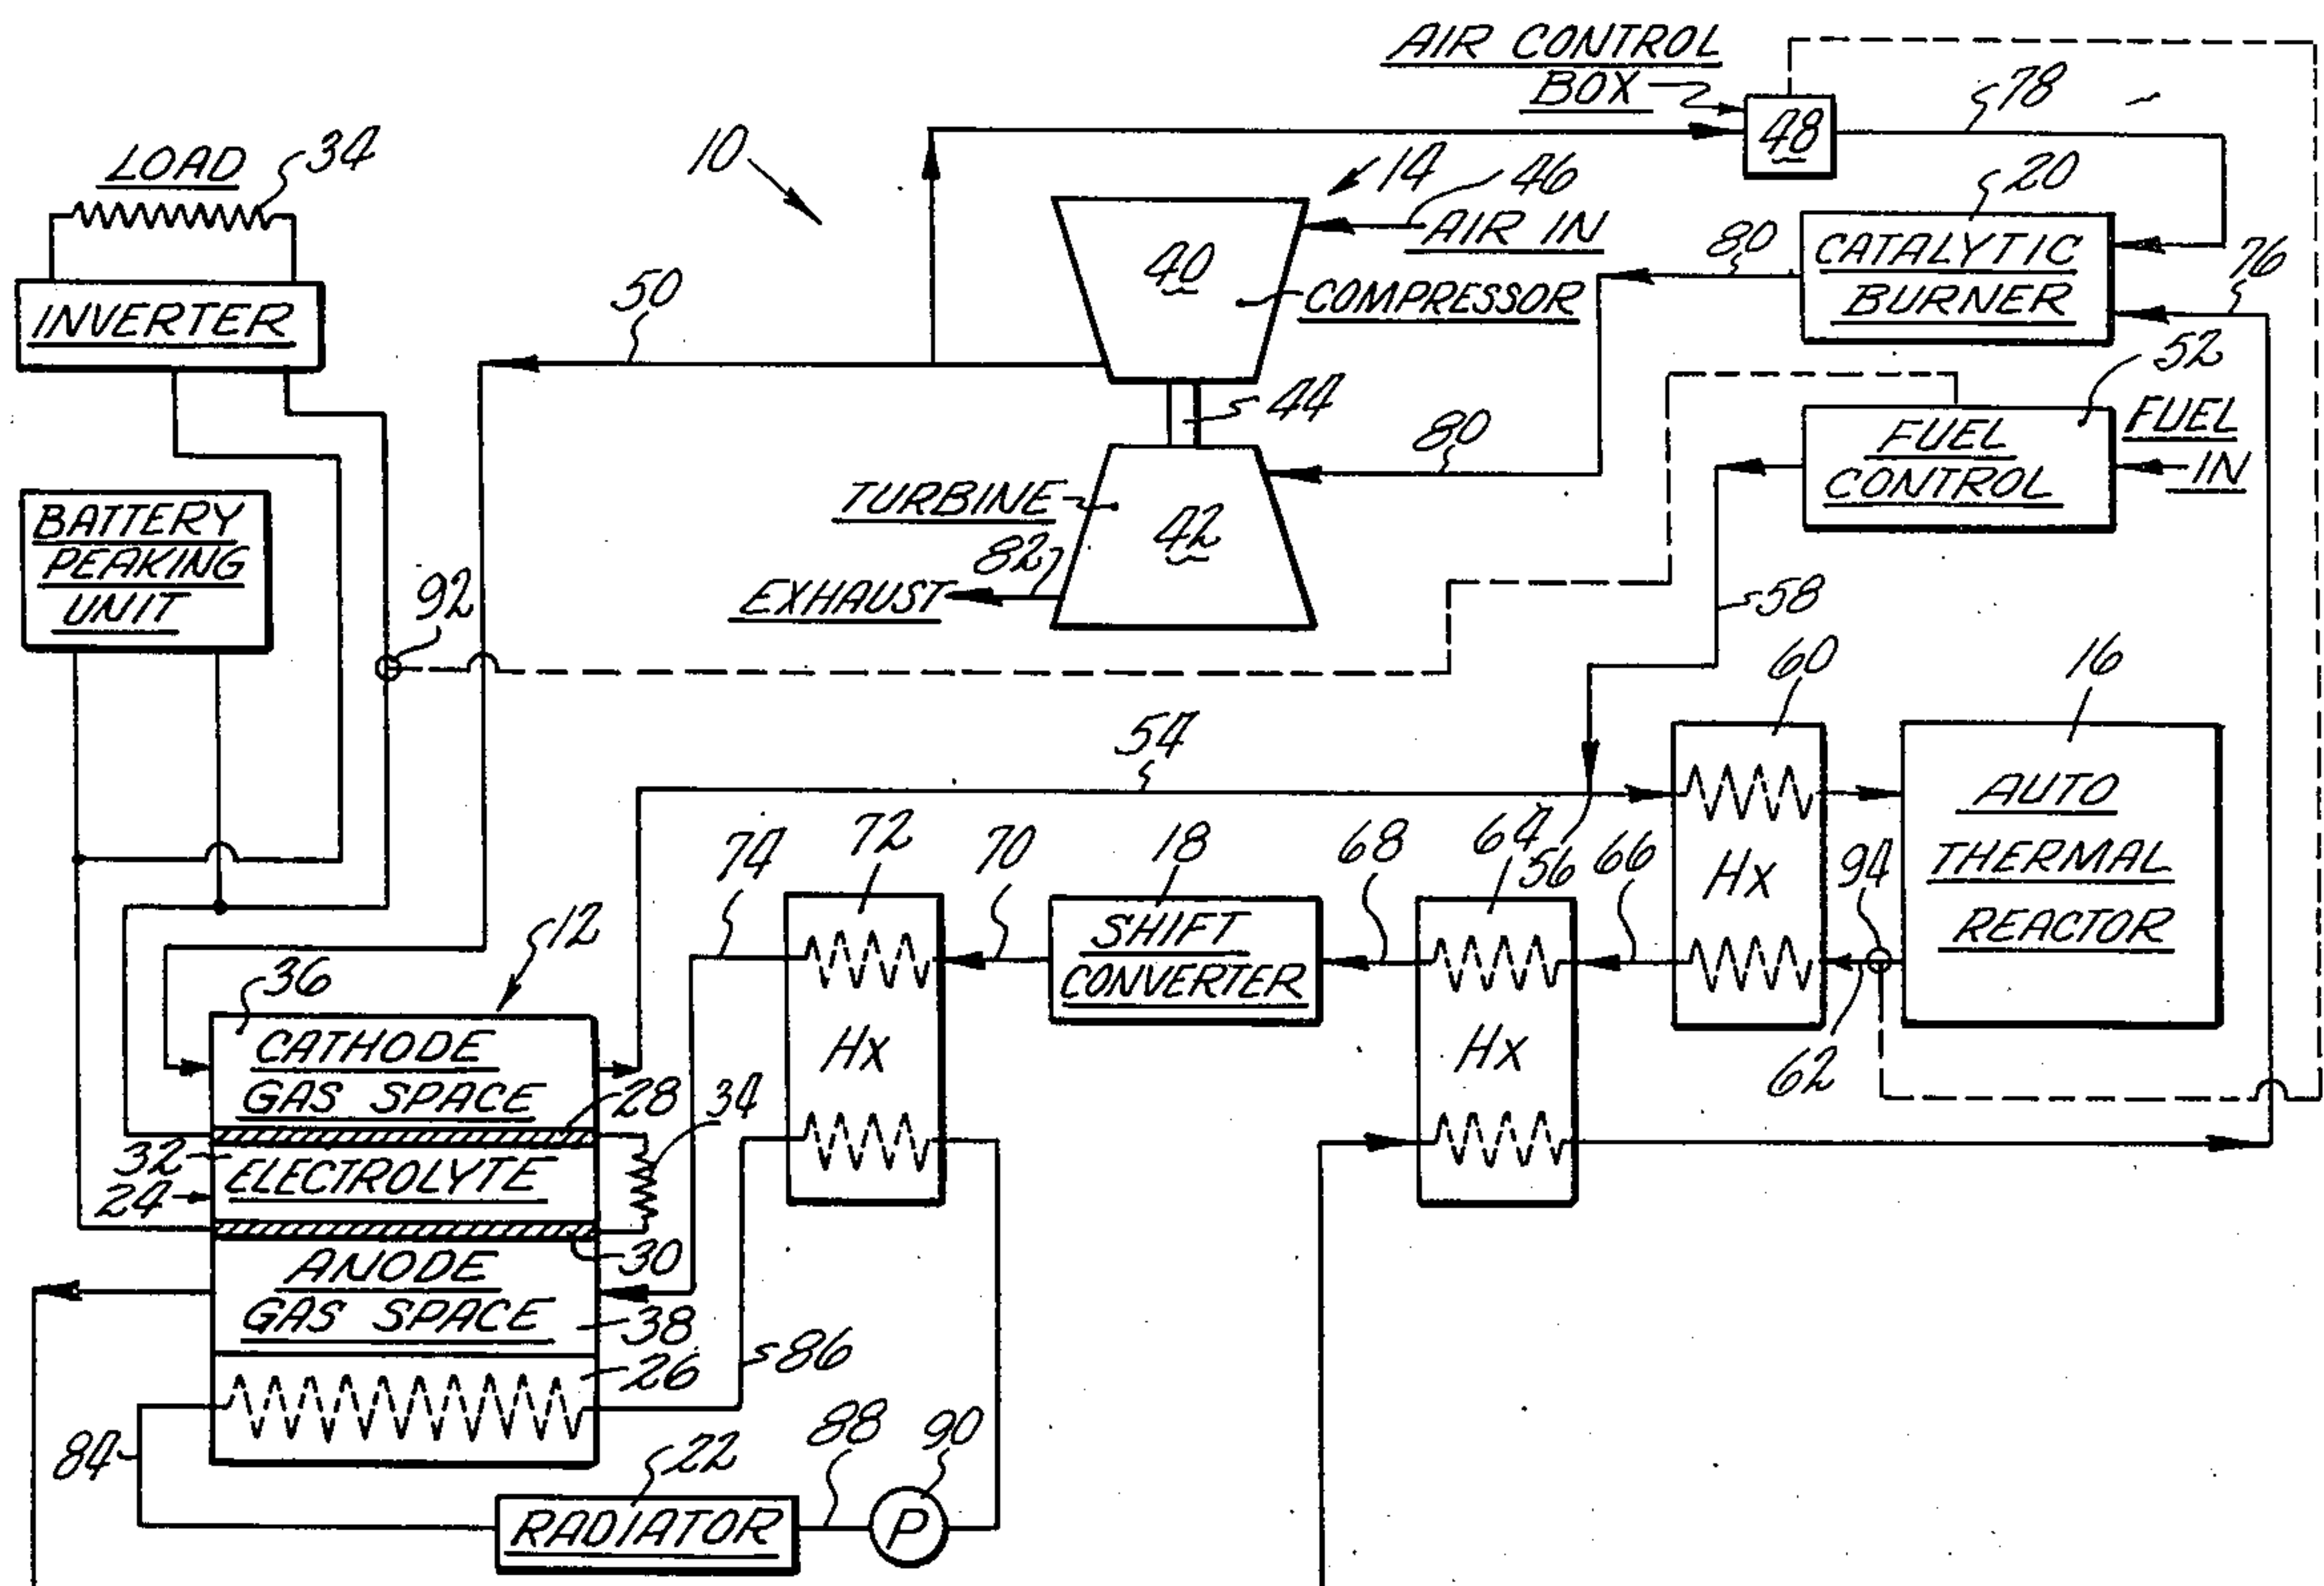 AIR CONTROL
BOX
48
78
LOAD
34
10
14
46
AIR IN
20
INVERTER
50
40
COMPRESSOR
80
CATALYTIC
BURNER
76
44
52
80
FUEL
CONTROL
FUEL
IN
BATTERY
PEAKING
UNIT
TURBINE
42
82
EXHAUST
92
58
60
16
54
74
72
70
18
68
64
56
66
94
AUTO
THERMAL
REACTOR
Hx
SHIFT
CONVERTER
12
36
CATHODE
GAS SPACE
28
34
Hx
Hx
62
32
ELECTROLYTE
24
30
ANODE
GAS SPACE
38
86
26
84
22
88
90
RADIATOR
P